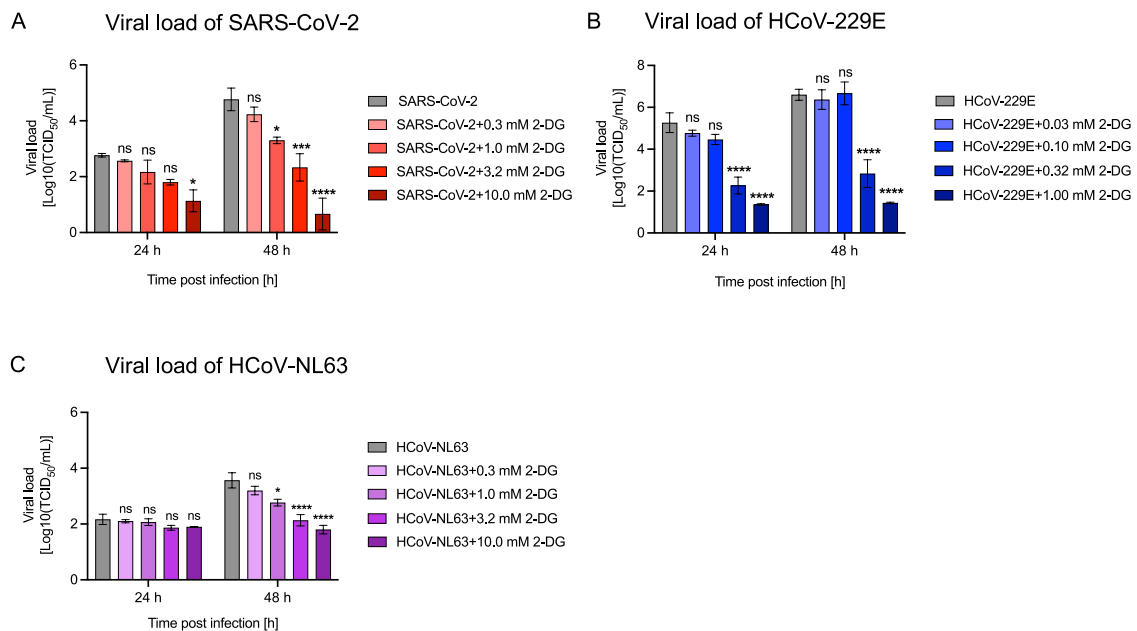 A Viral load of SARS-CoV-2
Viral load
[Log10(TCID50/mL)]
6
4
2
0
ns
ns
ns
*
ns
*
***
****
24 h
48 h
Time post infection [h]
SARS-CoV-2
SARS-CoV-2+0.3 mM 2-DG
SARS-CoV-2+1.0 mM 2-DG
SARS-CoV-2+3.2 mM 2-DG
SARS-CoV-2+10.0 mM 2-DG
B Viral load of HCoV-229E
Viral load
[Log10(TCID50/mL)]
8
6
4
2
0
ns
ns
****
****
ns
ns
****
****
24 h
48 h
Time post infection [h]
HCoV-229E
HCoV-229E+0.03 mM 2-DG
HCoV-229E+0.10 mM 2-DG
HCoV-229E+0.32 mM 2-DG
HCoV-229E+1.00 mM 2-DG
C Viral load of HCoV-NL63
Viral load
[Log10(TCID50/mL)]
6
4
2
0
ns
ns
ns
ns
ns
*
****
****
24 h
48 h
Time post infection [h]
HCoV-NL63
HCoV-NL63+0.3 mM 2-DG
HCoV-NL63+1.0 mM 2-DG
HCoV-NL63+3.2 mM 2-DG
HCoV-NL63+10.0 mM 2-DG